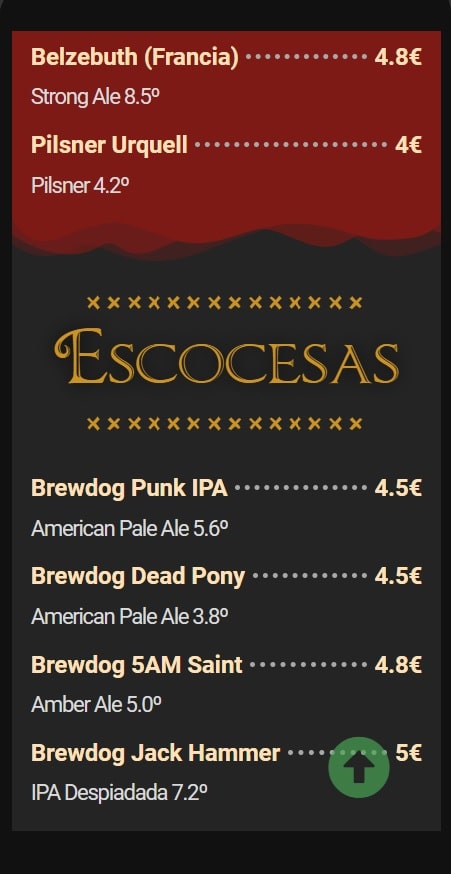 Belzebuth (Francia) 4.8€
Strong Ale 8.5º
Pilsner Urquell 4€
Pilsner 4.2º
Escocesas
Brewdog Punk IPA 4.5€
American Pale Ale 5.6º
Brewdog Dead Pony 4.5€
American Pale Ale 3.8º
Brewdog 5AM Saint 4.8€
Amber Ale 5.0º
Brewdog Jack Hammer 5€
IPA Despiadada 7.2º